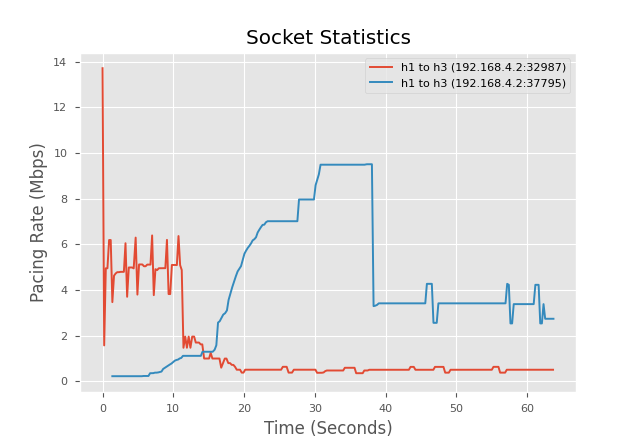 Socket Statistics
h1 to h3 (192.168.4.2:32987)
h1 to h3 (192.168.4.2:37795)
Pacing Rate (Mbps)
14
12
10
8
6
4
2
0
0 10 20 30 40 50 60
Time (Seconds)